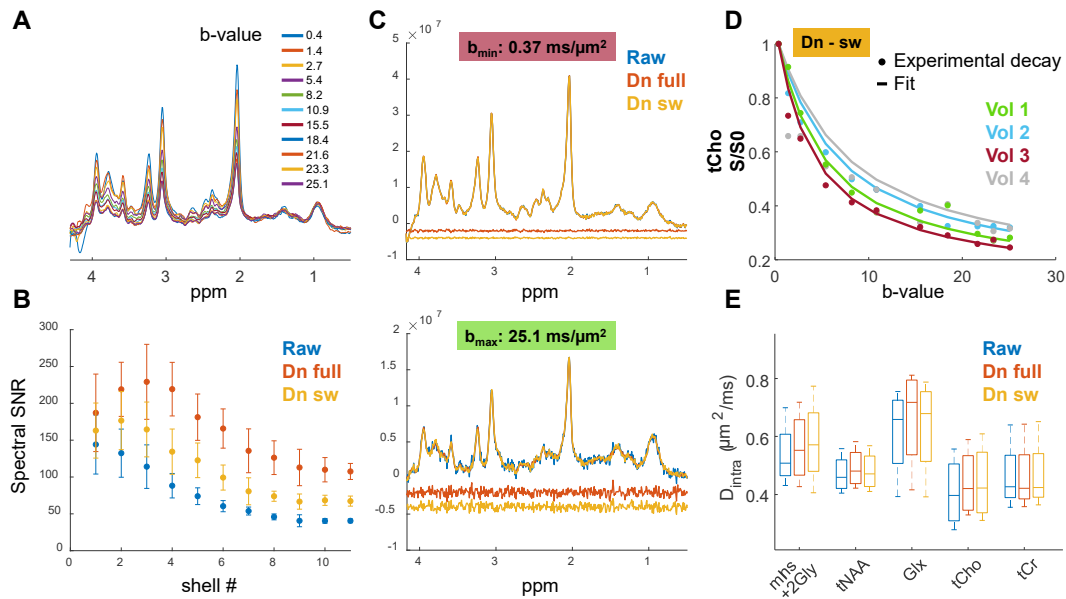 A
b-value
0.4
1.4
2.7
5.4
8.2
10.9
15.5
18.4
21.6
23.3
25.1
4
3
2
1
ppm
B
300
250
200
150
100
50
0
0
2
4
6
8
10
Spectral SNR
shell #
Raw
Dn full
Dn sw
C
× 10⁷
bmin: 0.37 ms/µm²
Raw
Dn full
Dn sw
5
4
3
2
1
0
-1
4
3
2
1
ppm
× 10⁷
bmax: 25.1 ms/µm²
2
1.5
1
0.5
0
-0.5
-1
4
3
2
1
ppm
D
Dn - sw
Experimental decay
Fit
Vol 1
Vol 2
Vol 3
Vol 4
tCho
S/S0
1
0.8
0.6
0.4
0.2
0
10
20
30
b-value
E
Raw
Dn full
Dn sw
Dintra (µm²/ms)
0.8
0.6
0.4
mhs
+2Gly
tNAA
Glx
tCho
tCr